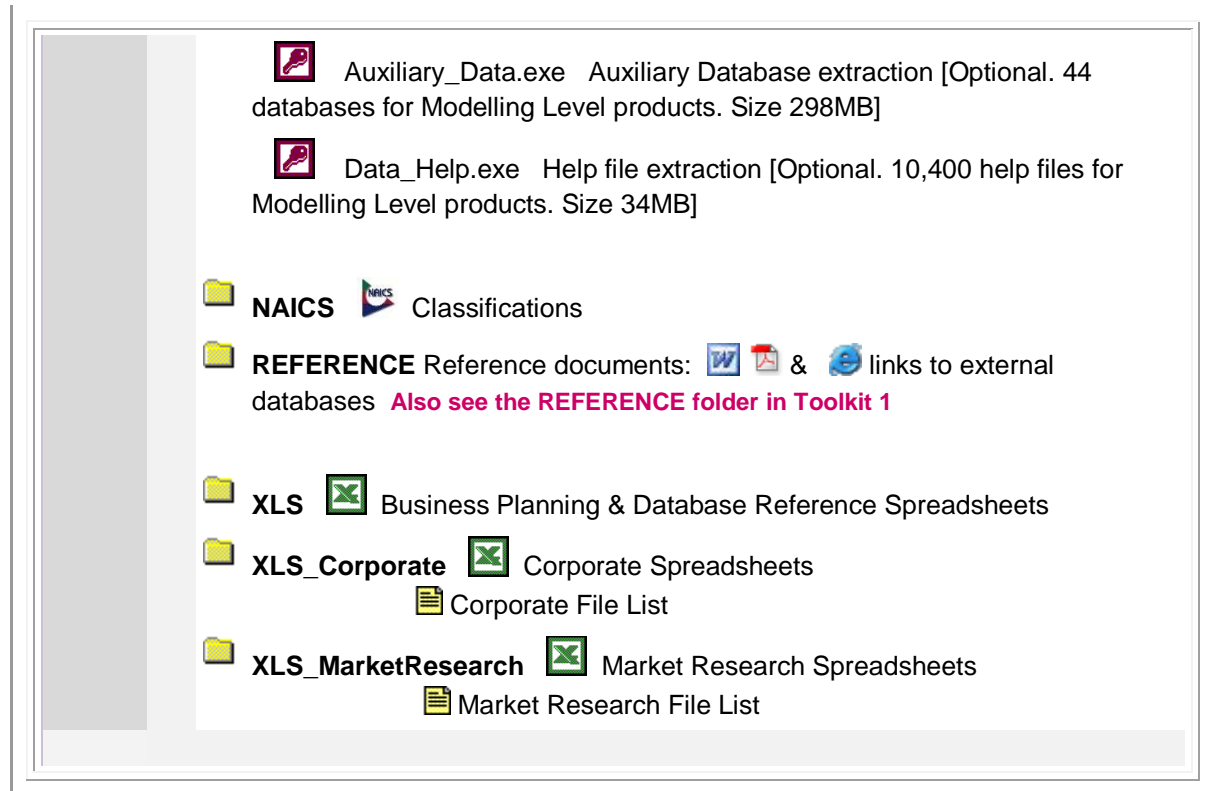 Auxiliary_Data.exe Auxiliary Database extraction [Optional. 44
databases for Modelling Level products. Size 298MB]
Data_Help.exe Help file extraction [Optional. 10,400 help files for
Modelling Level products. Size 34MB]
NAICS NAICS Classifications
REFERENCE Reference documents: W & links to external
databases Also see the REFERENCE folder in Toolkit 1
XLS Business Planning & Database Reference Spreadsheets
XLS_Corporate Corporate Spreadsheets
Corporate File List
XLS_MarketResearch Market Research Spreadsheets
Market Research File List